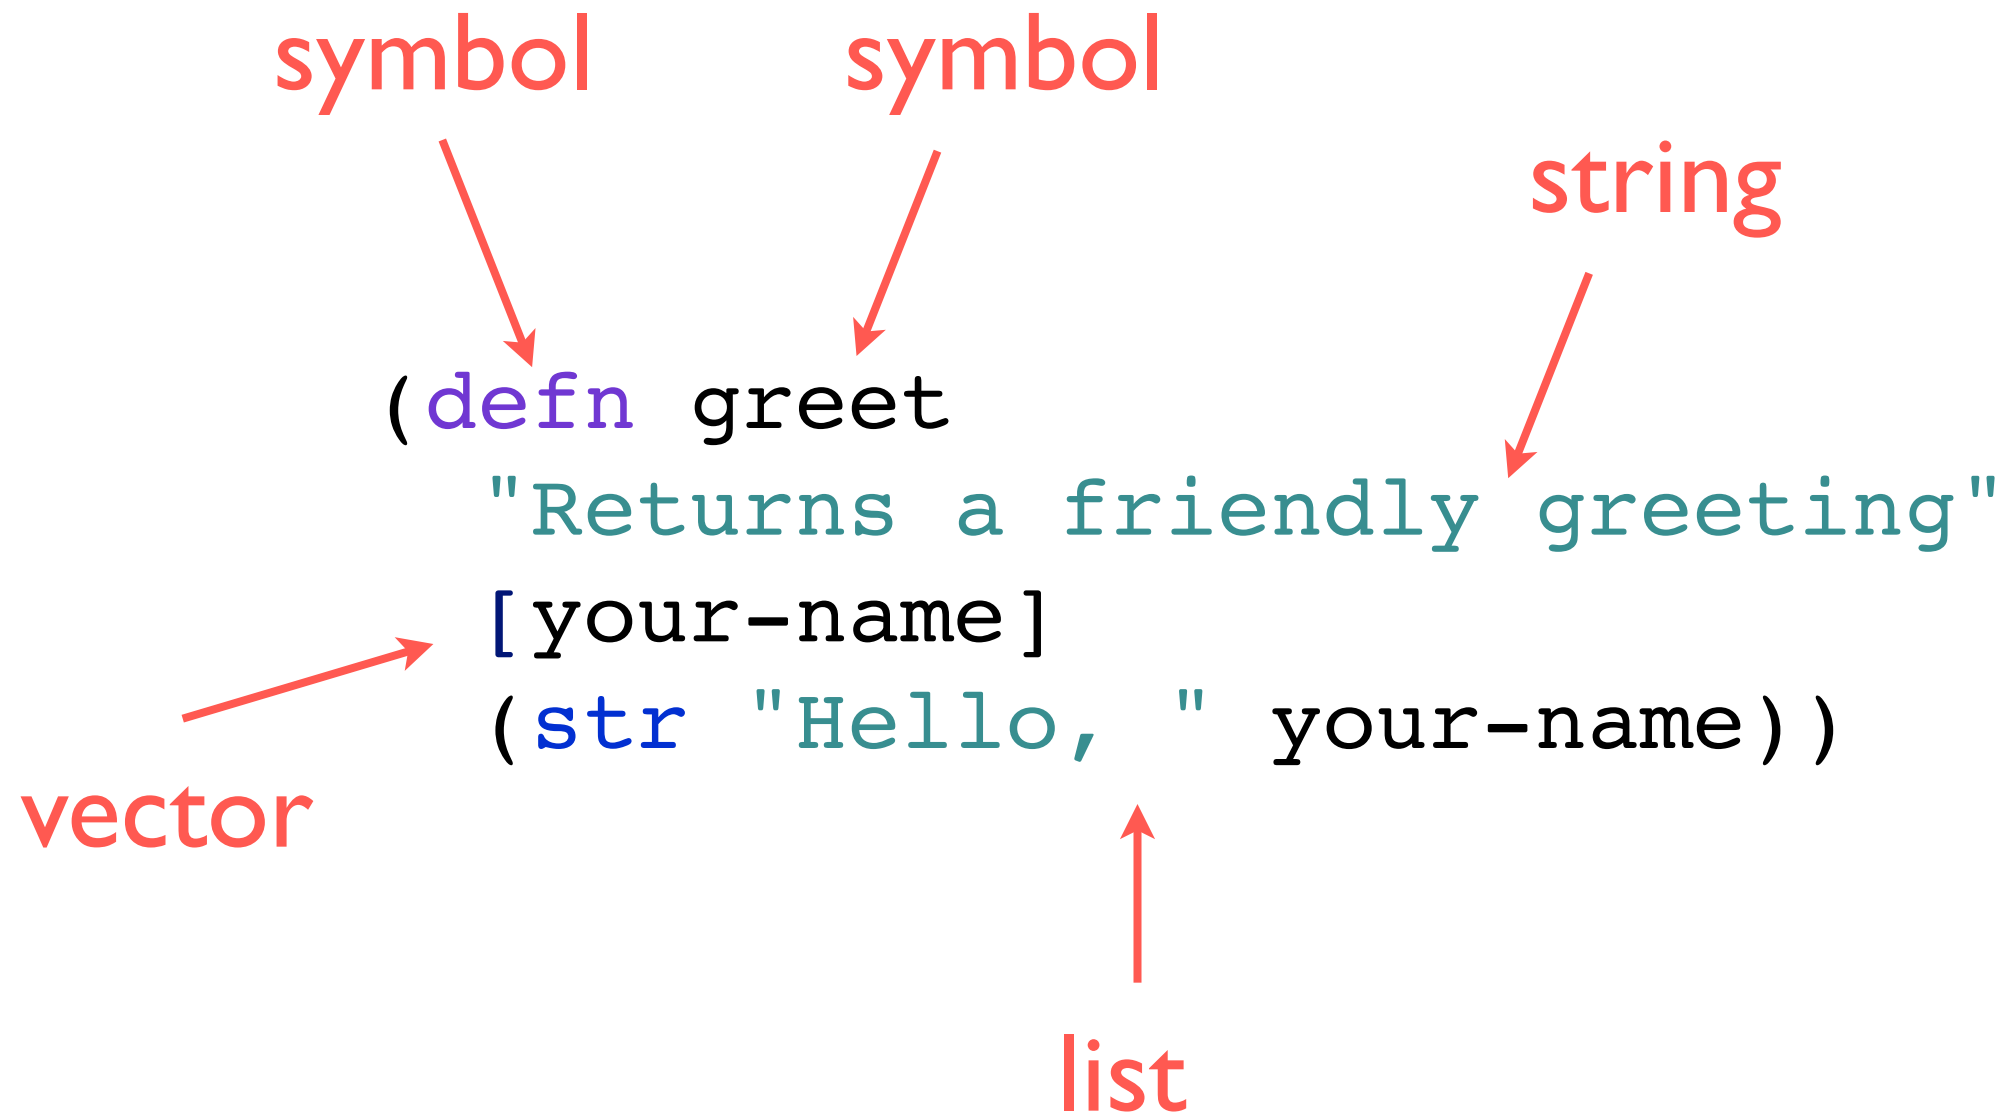 symbol symbol
string
(defn greet
"Returns a friendly greeting"
[your-name]
(str "Hello, " your-name))
vector
list